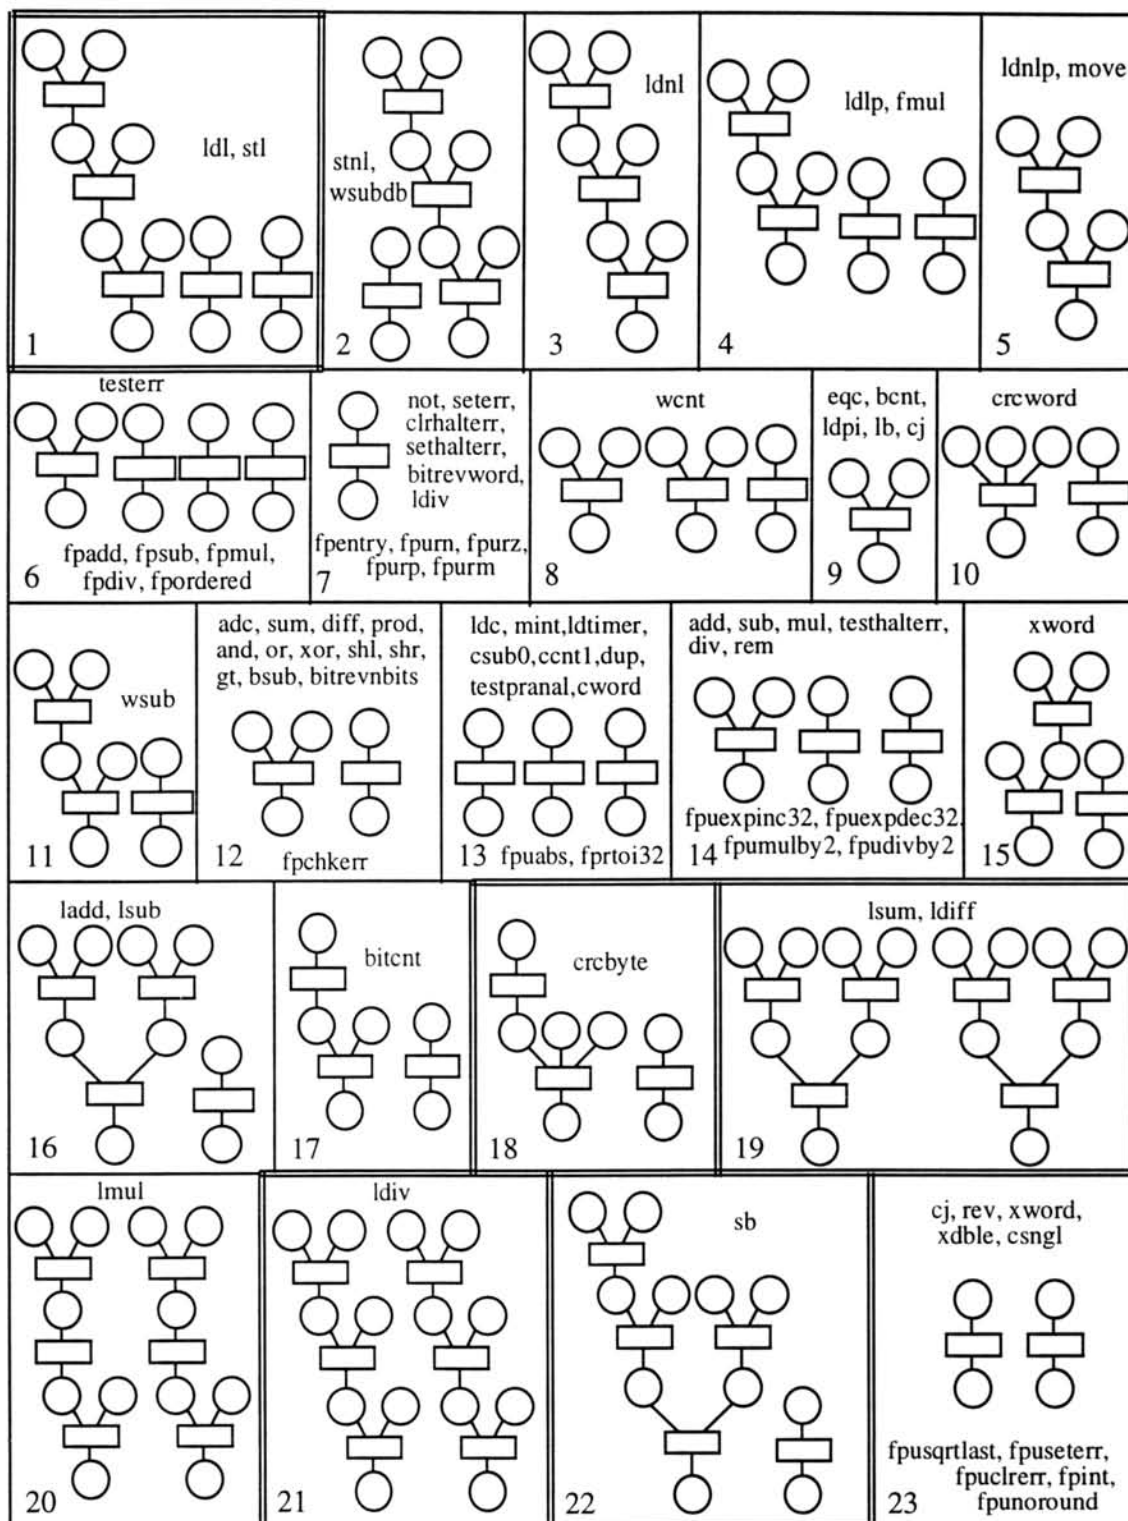 ldl, stl
1
stnl,
wsubdb
2
ldnl
3
ldlp, fmul
4
ldnlp, move
5
testerr
fpadd, fpsub, fpmul,
fpdiv, fpordered
6
not, seterr,
clrhalterr,
sethalterr,
bitrevword,
ldiv
fpentry, fpurn, fpurz,
fpurp, fpurm
7
wcnt
8
eqc, bcnt,
ldpi, lb, cj
9
crcword
10
wsub
11
adc, sum, diff, prod,
and, or, xor, shl, shr,
gt, bsub, bitrevnbits
12
fpchkerr
ldc, mint,ldtimer,
csub0, ccnt1, dup,
testpranal,cword
13 fpuabs, fprtoi32
add, sub, mul, testhalterr,
div, rem
fpuexpinc32, fpuexpdec32,
14 fpumulby2, fpudivby2
xword
15
ladd, lsub
16
bitcnt
17
crcbyte
18
lsum, ldiff
19
lmul
20
ldiv
21
sb
22
cj, rev, xword,
xdble, csngl
fpusqrtlast, fpuseterr,
fpuclrerr, fpint,
23 fpunoround